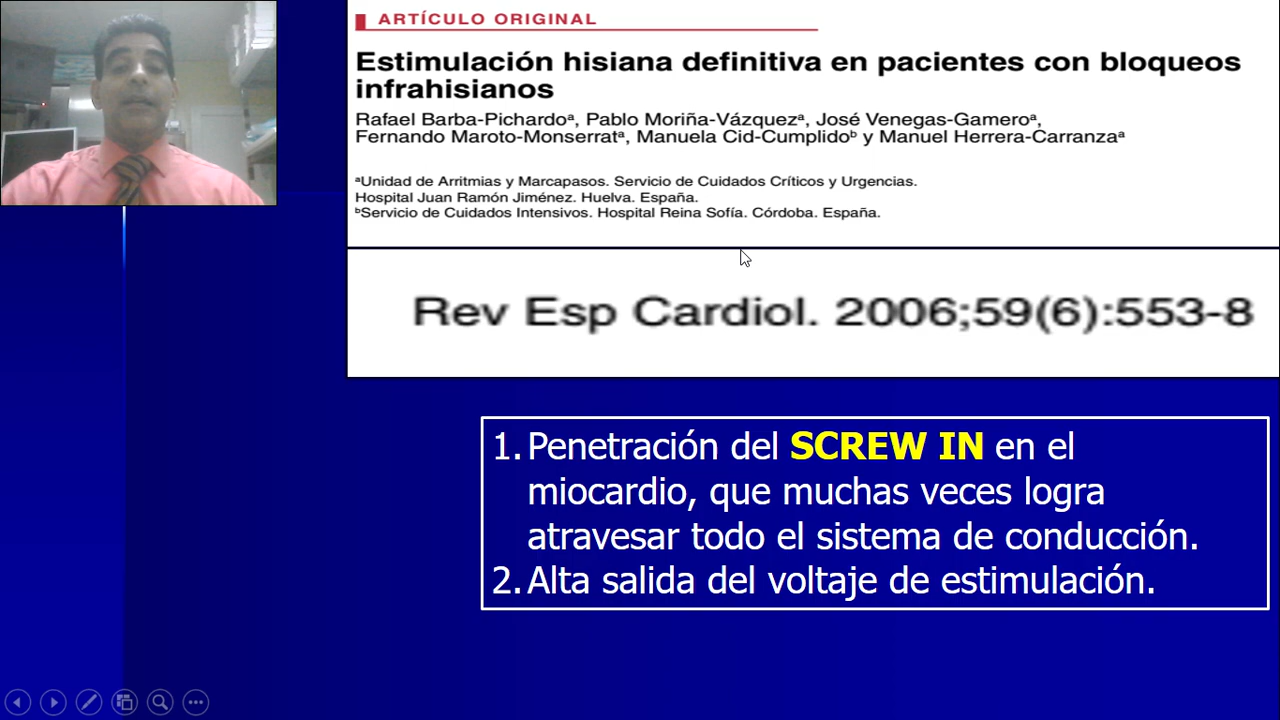 ARTÍCULO ORIGINAL
Estimulación hisiana definitiva en pacientes con bloqueos
infrahisianos
Rafael Barba-Pichardoª, Pablo Moriña-Vázquezª, José Venegas-Gameroª,
Fernando Maroto-Monserratª, Manuela Cid-Cumplidoᵇ y Manuel Herrera-Carranzaª
ªUnidad de Arritmias y Marcapasos. Servicio de Cuidados Críticos y Urgencias.
Hospital Juan Ramón Jiménez. Huelva. España.
ᵇServicio de Cuidados Intensivos. Hospital Reina Sofía. Córdoba. España.
Rev Esp Cardiol. 2006;59(6):553-8
1. Penetración del SCREW IN en el
miocardio, que muchas veces logra
atravesar todo el sistema de conducción.
2. Alta salida del voltaje de estimulación.